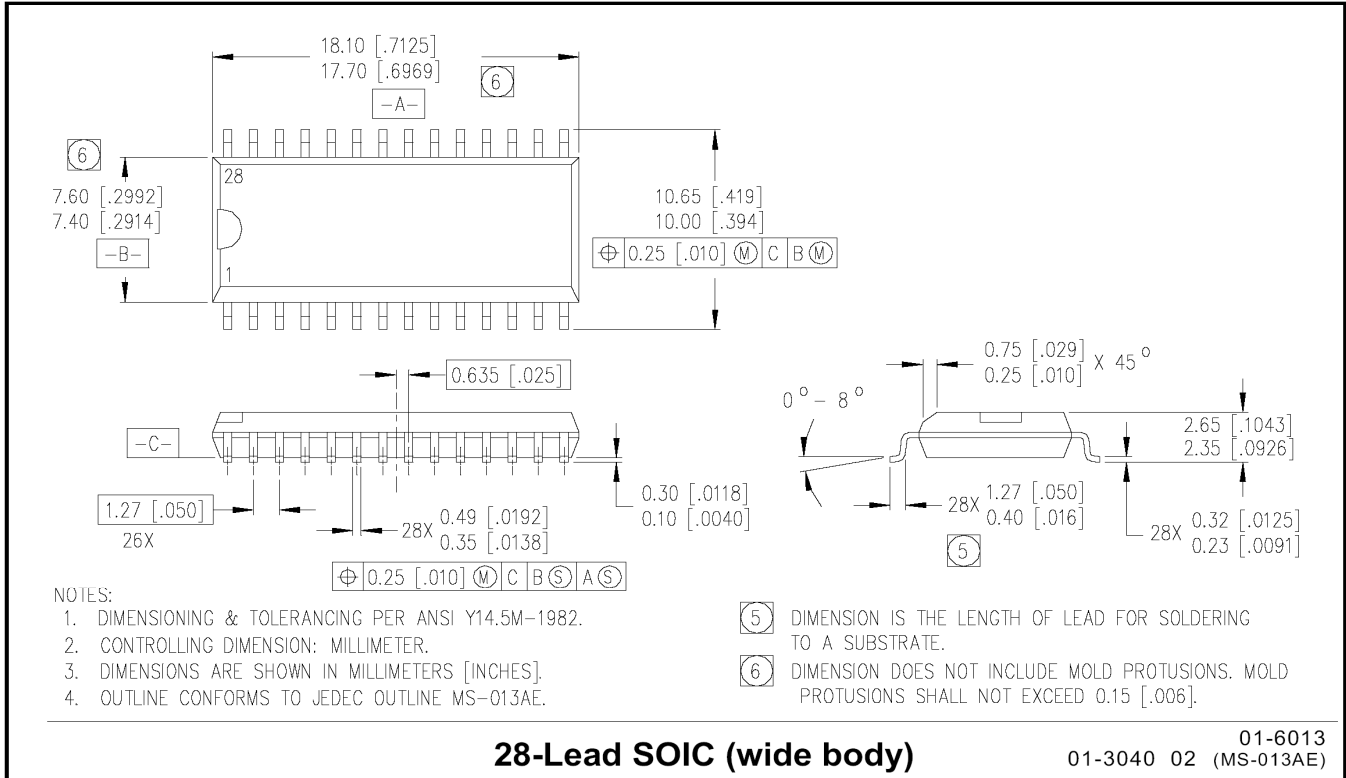 18.10 [.7125]
17.70 [.6969]
6
-A-
6
7.60 [.2992]
7.40 [.2914]
-B-
28
1
10.65 [.419]
10.00 [.394]
⌖ 0.25 [.010] Ⓜ C B Ⓜ
0.635 [.025]
-C-
1.27 [.050]
26X
28X 0.49 [.0192]
0.35 [.0138]
⌖ 0.25 [.010] Ⓜ C B Ⓢ A Ⓢ
0.30 [.0118]
0.10 [.0040]
0.75 [.029]
0.25 [.010] X 45°
0° - 8°
2.65 [.1043]
2.35 [.0926]
28X 1.27 [.050]
0.40 [.016]
5
28X 0.32 [.0125]
0.23 [.0091]
NOTES:
1. DIMENSIONING & TOLERANCING PER ANSI Y14.5M-1982.
2. CONTROLLING DIMENSION: MILLIMETER.
3. DIMENSIONS ARE SHOWN IN MILLIMETERS [INCHES].
4. OUTLINE CONFORMS TO JEDEC OUTLINE MS-013AE.
5 DIMENSION IS THE LENGTH OF LEAD FOR SOLDERING
TO A SUBSTRATE.
6 DIMENSION DOES NOT INCLUDE MOLD PROTUSIONS. MOLD
PROTUSIONS SHALL NOT EXCEED 0.15 [.006].
28-Lead SOIC (wide body)
01-6013
01-3040 02 (MS-013AE)